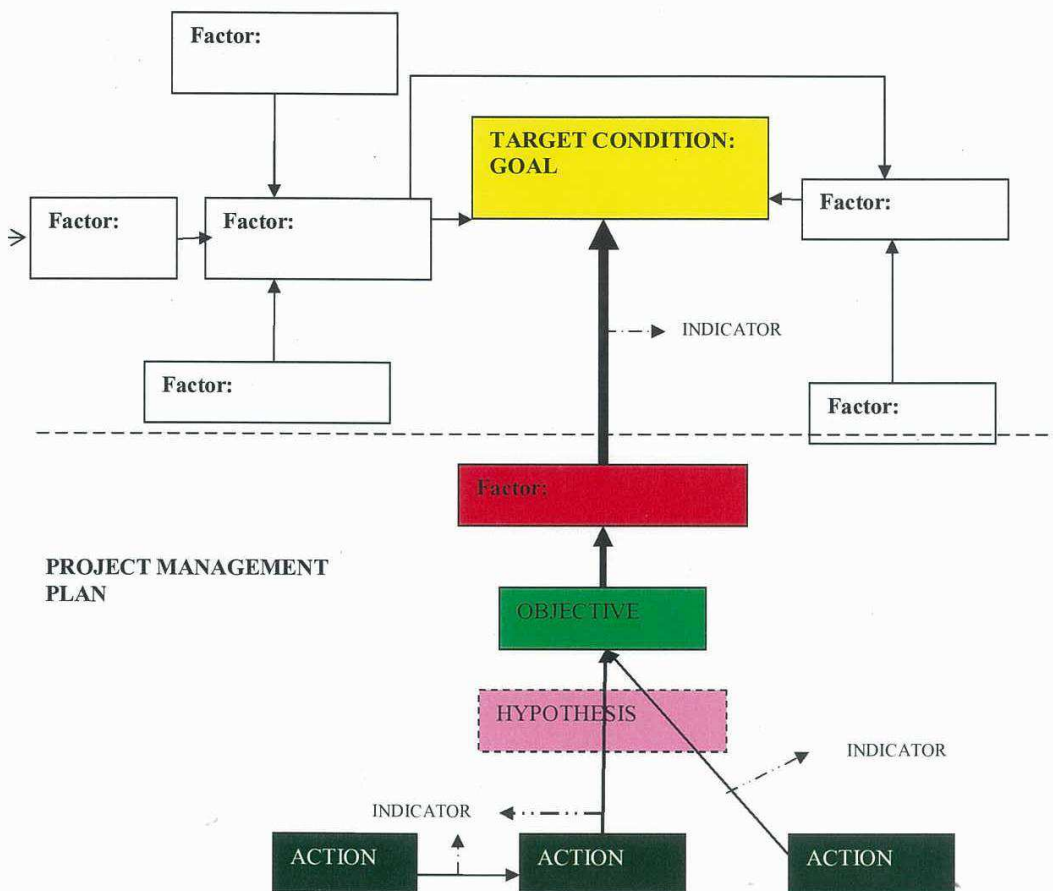 Factor:
TARGET CONDITION:
GOAL
Factor:
Factor:
Factor:
INDICATOR
Factor:
Factor:
Factor:
PROJECT MANAGEMENT
PLAN
OBJECTIVE
HYPOTHESIS
INDICATOR
INDICATOR
ACTION
ACTION
ACTION